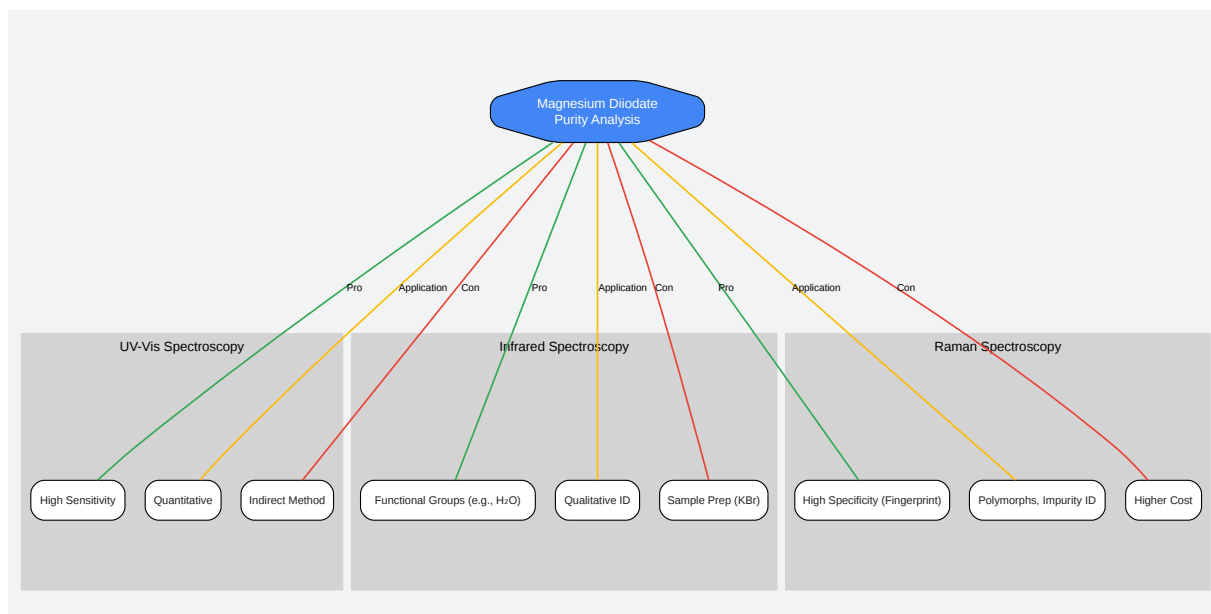 Magnesium Diiodate
Purity Analysis
Pro
Application
Con
Pro
Application
Con
Pro
Application
Con
UV-Vis Spectroscopy
Infrared Spectroscopy
Raman Spectroscopy
High Sensitivity
Quantitative
Indirect Method
Functional Groups (e.g., H₂O)
Qualitative ID
Sample Prep (KBr)
High Specificity (Fingerprint)
Polymorphs, Impurity ID
Higher Cost